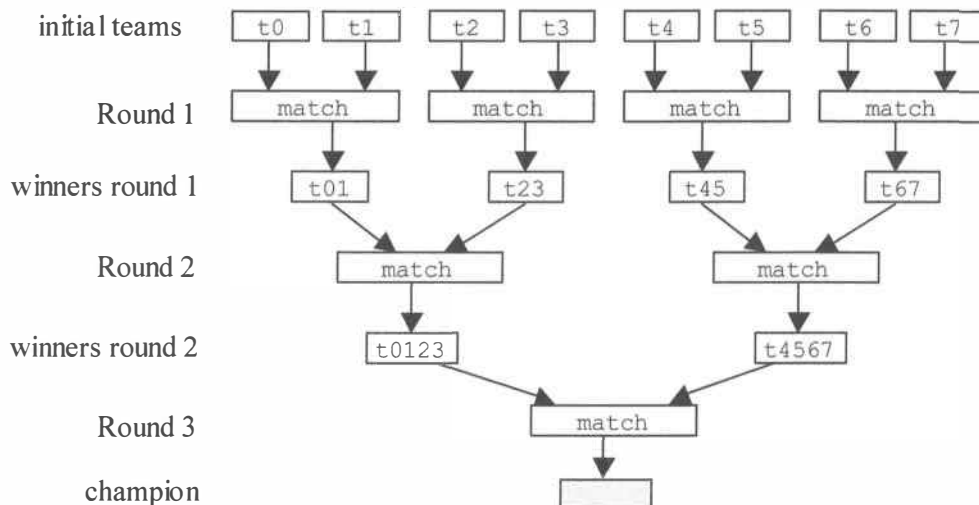 initial teams t0 t1 t2 t3 t4 t5 t6 t7
Round 1 match match match match
winners round 1 t01 t23 t45 t67
Round 2 match match
winners round 2 t0123 t4567
Round 3 match
champion